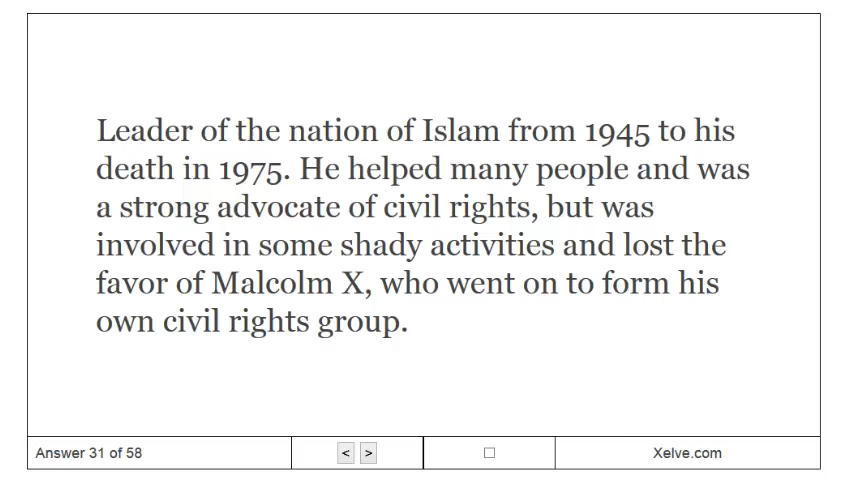 Leader of the nation of Islam from 1945 to his
death in 1975. He helped many people and was
a strong advocate of civil rights, but was
involved in some shady activities and lost the
favor of Malcolm X, who went on to form his
own civil rights group.
Answer 31 of 58 < > Xelve.com